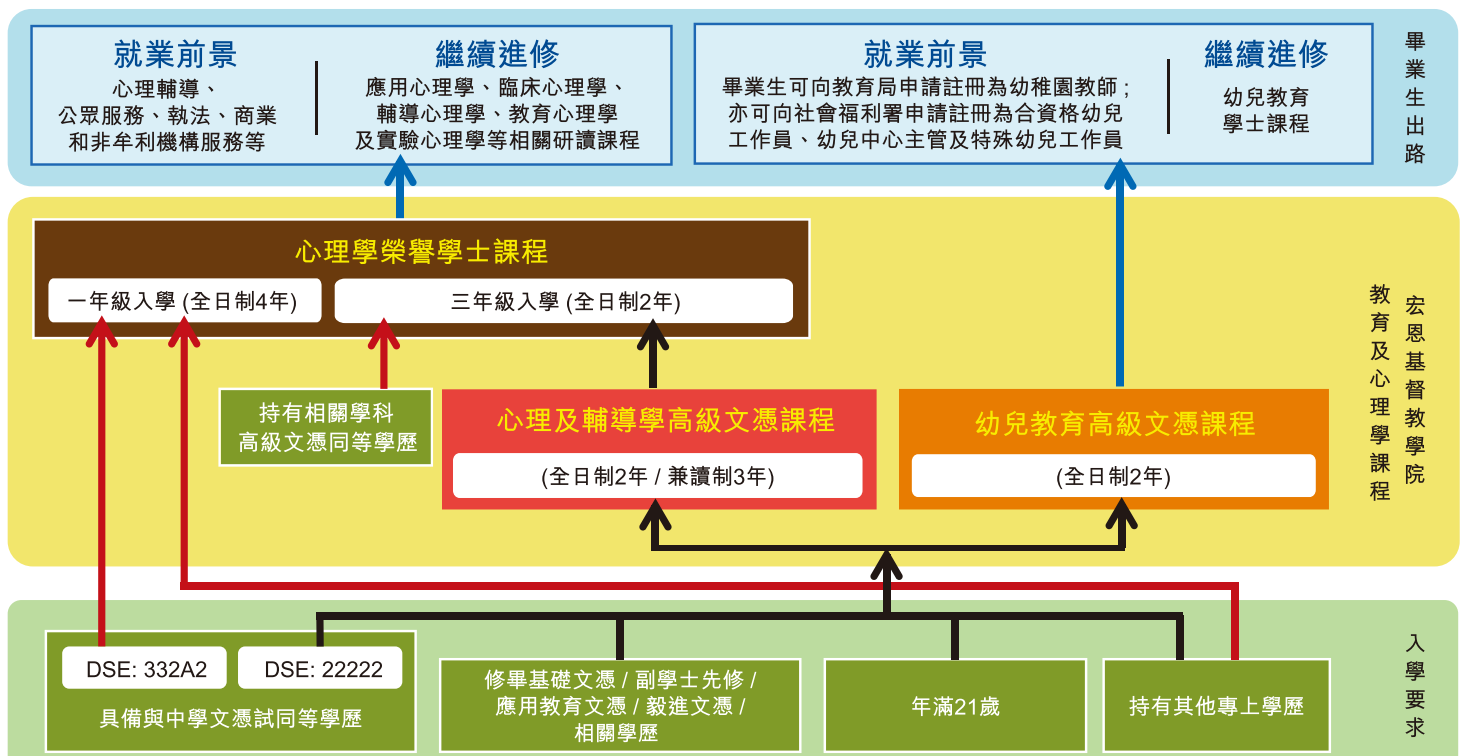 就業前景
心理輔導、
公眾服務、執法、商業
和非牟利機構服務等
繼續進修
應用心理學、臨床心理學、
輔導心理學、教育心理學
及實驗心理學等相關研讀課程
就業前景
畢業生可向教育局申請註冊為幼稚園教師;
亦可向社會福利署申請註冊為合資格幼兒
工作員、幼兒中心主管及特殊幼兒工作員
繼續進修
幼兒教育
學士課程
畢業生出路
心理學榮譽學士課程
一年級入學 (全日制4年)
三年級入學 (全日制2年)
持有相關學科
高級文憑同等學歷
心理及輔導學高級文憑課程
(全日制2年 / 兼讀制3年)
幼兒教育高級文憑課程
(全日制2年)
宏恩基督教學院
教育及心理學課程
DSE: 332A2
DSE: 22222
具備與中學文憑試同等學歷
修畢基礎文憑 / 副學士先修 /
應用教育文憑 / 毅進文憑 /
相關學歷
年滿21歲
持有其他專上學歷
入學要求